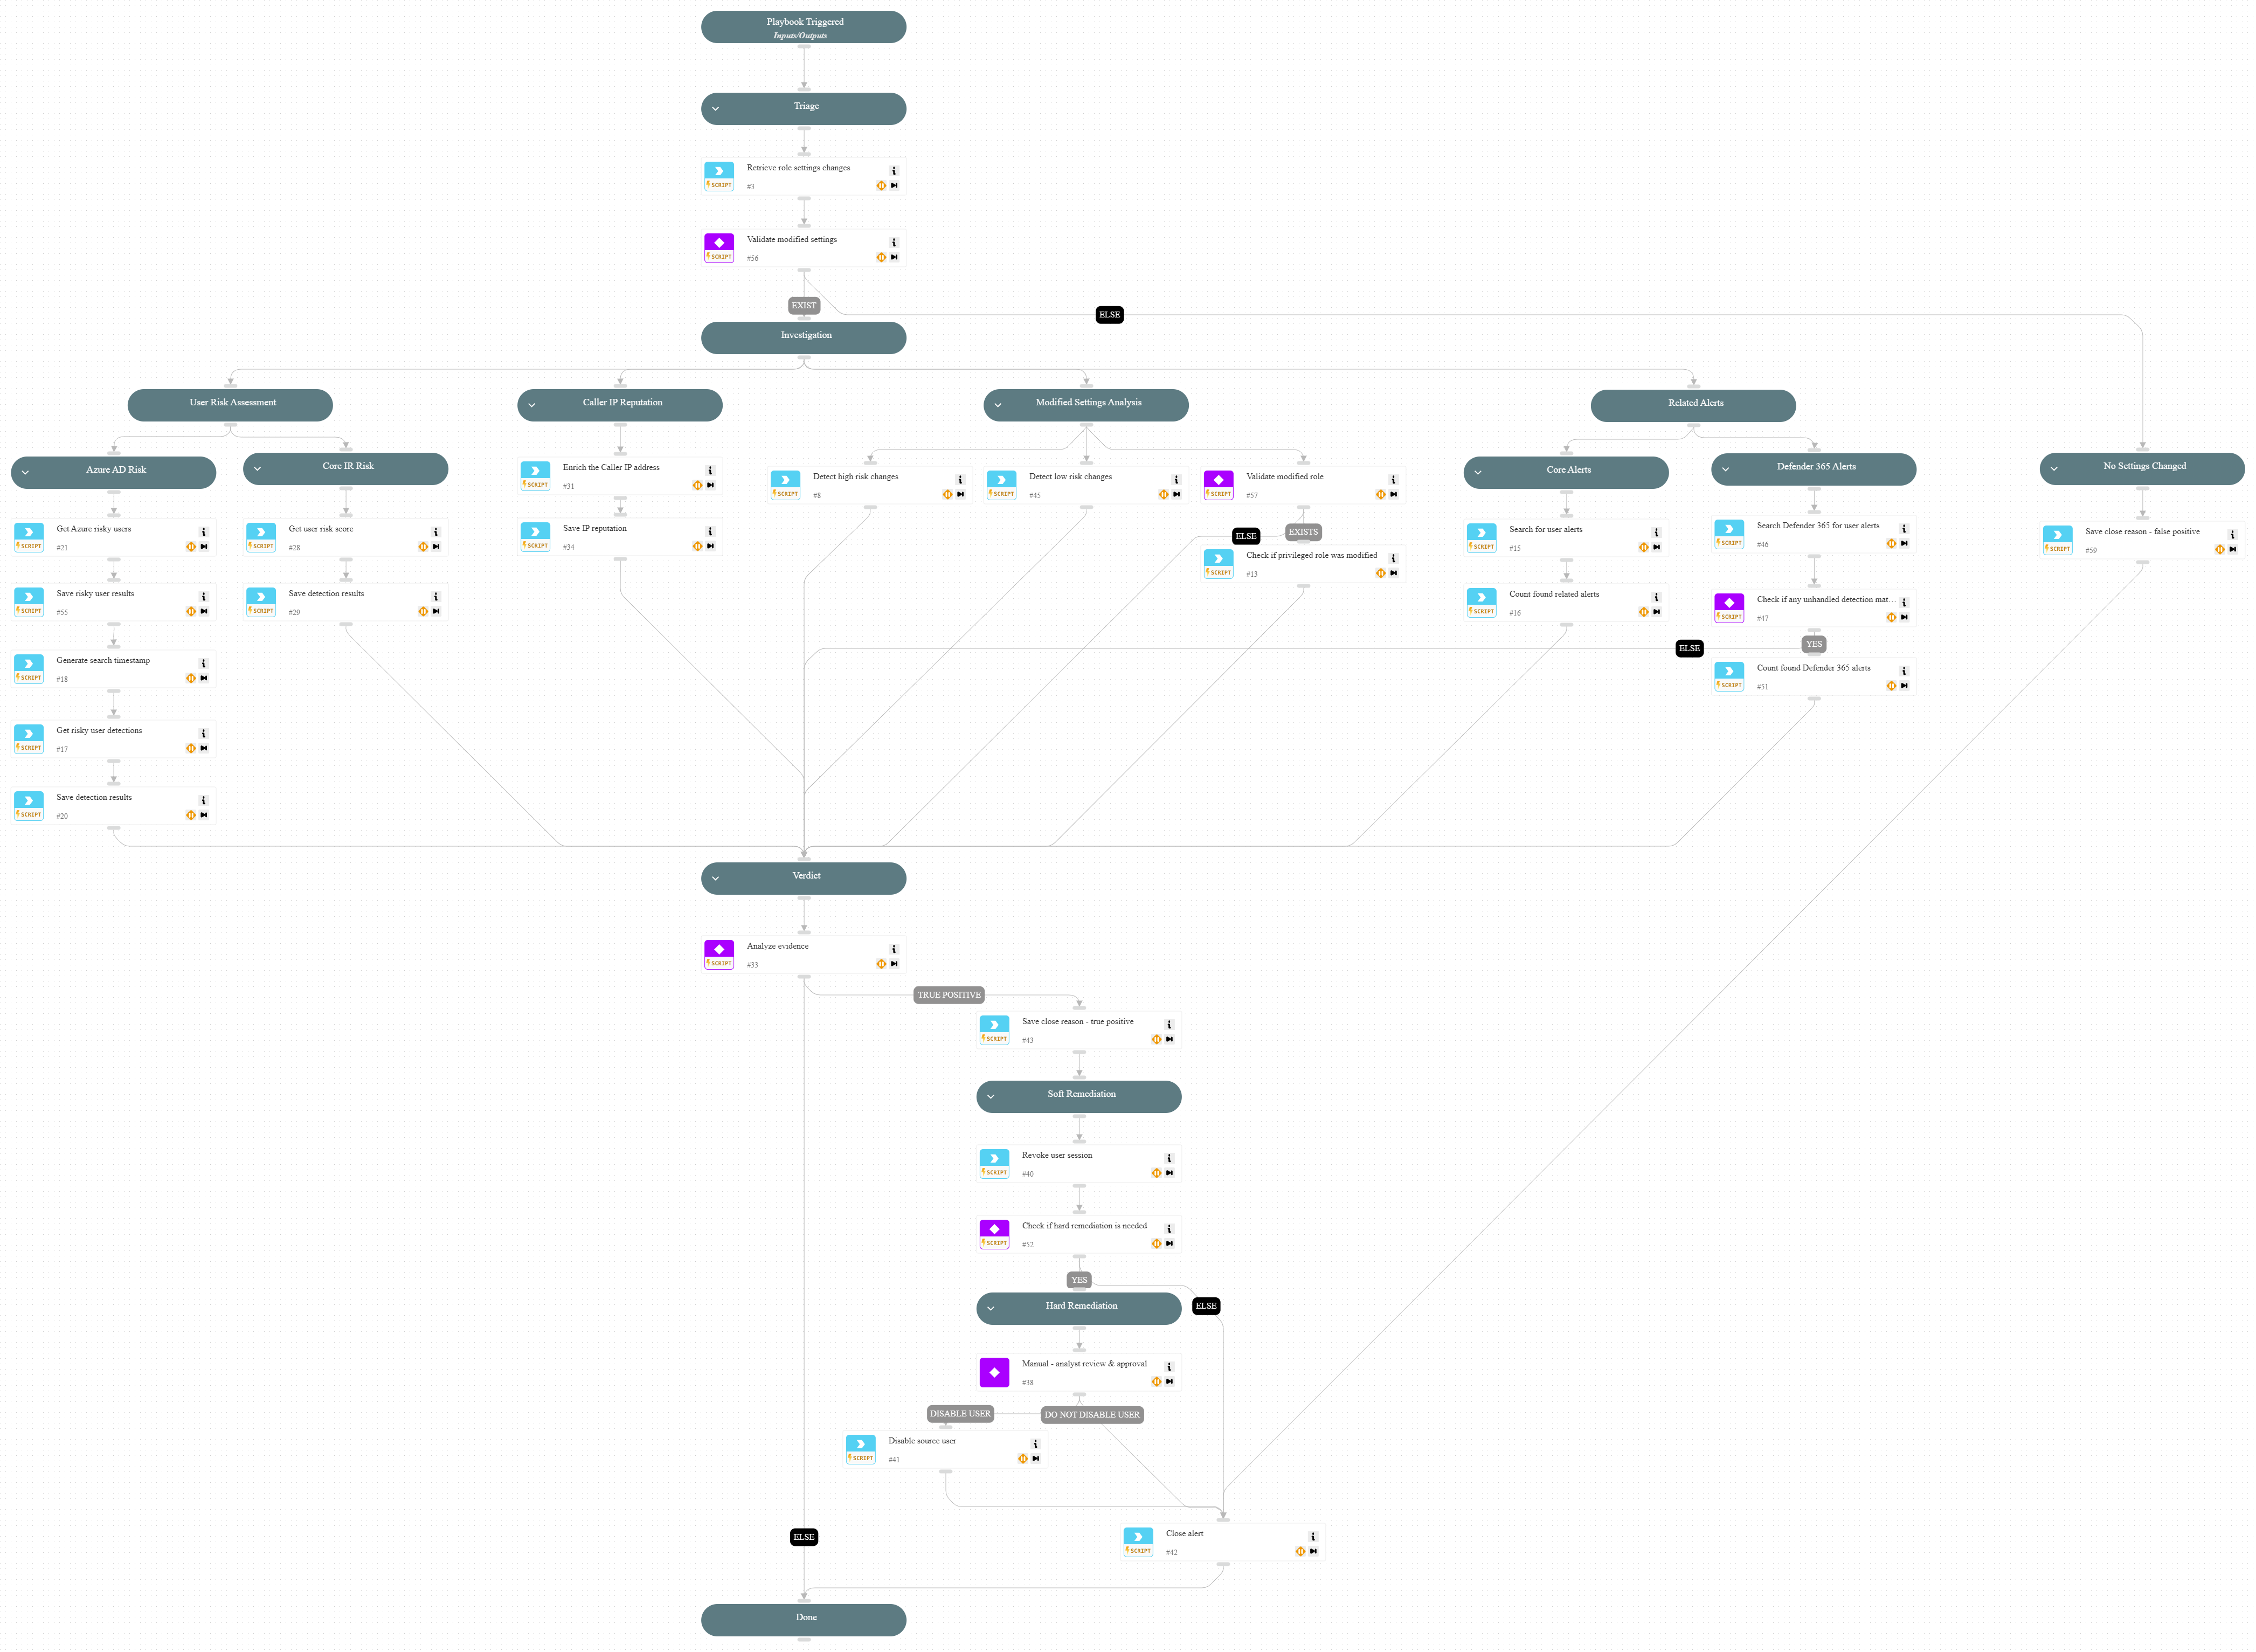 Playbook Triggered
Inputs/Outputs
Triage
Retrieve role settings changes
SCRIPT
#3
Validate modified settings
SCRIPT
#56
EXIST
ELSE
Investigation
User Risk Assessment
Caller IP Reputation
Modified Settings Analysis
Related Alerts
Azure AD Risk
Core IR Risk
Core Alerts
Defender 365 Alerts
No Settings Changed
Enrich the Caller IP address
SCRIPT
#31
Detect high risk changes
SCRIPT
#8
Detect low risk changes
SCRIPT
#45
Validate modified role
SCRIPT
#57
Get Azure risky users
SCRIPT
#21
Get user risk score
SCRIPT
#28
Save IP reputation
SCRIPT
#34
ELSE
EXISTS
Search for user alerts
SCRIPT
#15
Search Defender 365 for user alerts
SCRIPT
#46
Save close reason - false positive
SCRIPT
#59
Check if privileged role was modified
SCRIPT
#13
Save risky user results
SCRIPT
#55
Save detection results
SCRIPT
#29
Count found related alerts
SCRIPT
#16
Check if any unhandled detection mat...
SCRIPT
#47
ELSE
YES
Generate search timestamp
SCRIPT
#18
Count found Defender 365 alerts
SCRIPT
#51
Get risky user detections
SCRIPT
#17
Save detection results
SCRIPT
#20
Verdict
Analyze evidence
SCRIPT
#33
TRUE POSITIVE
Save close reason - true positive
SCRIPT
#43
Soft Remediation
Revoke user session
SCRIPT
#40
Check if hard remediation is needed
SCRIPT
#52
YES
ELSE
Hard Remediation
Manual - analyst review & approval
#38
DISABLE USER
DO NOT DISABLE USER
Disable source user
SCRIPT
#41
ELSE
Close alert
SCRIPT
#42
Done